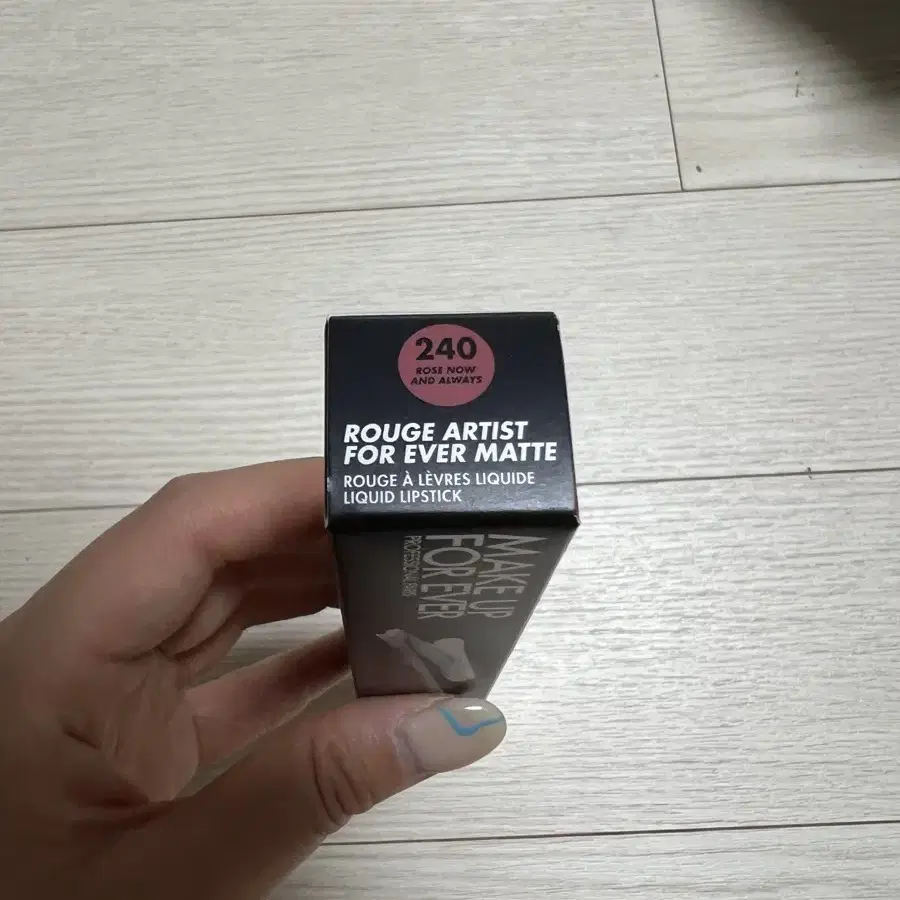 240
ROSE NOW
AND ALWAYS
ROUGE ARTIST
FOR EVER MATTE
ROUGE À LÈVRES LIQUIDE
LIQUID LIPSTICK
MAKE UP
FOR EVER
PROFESSIONAL PARIS